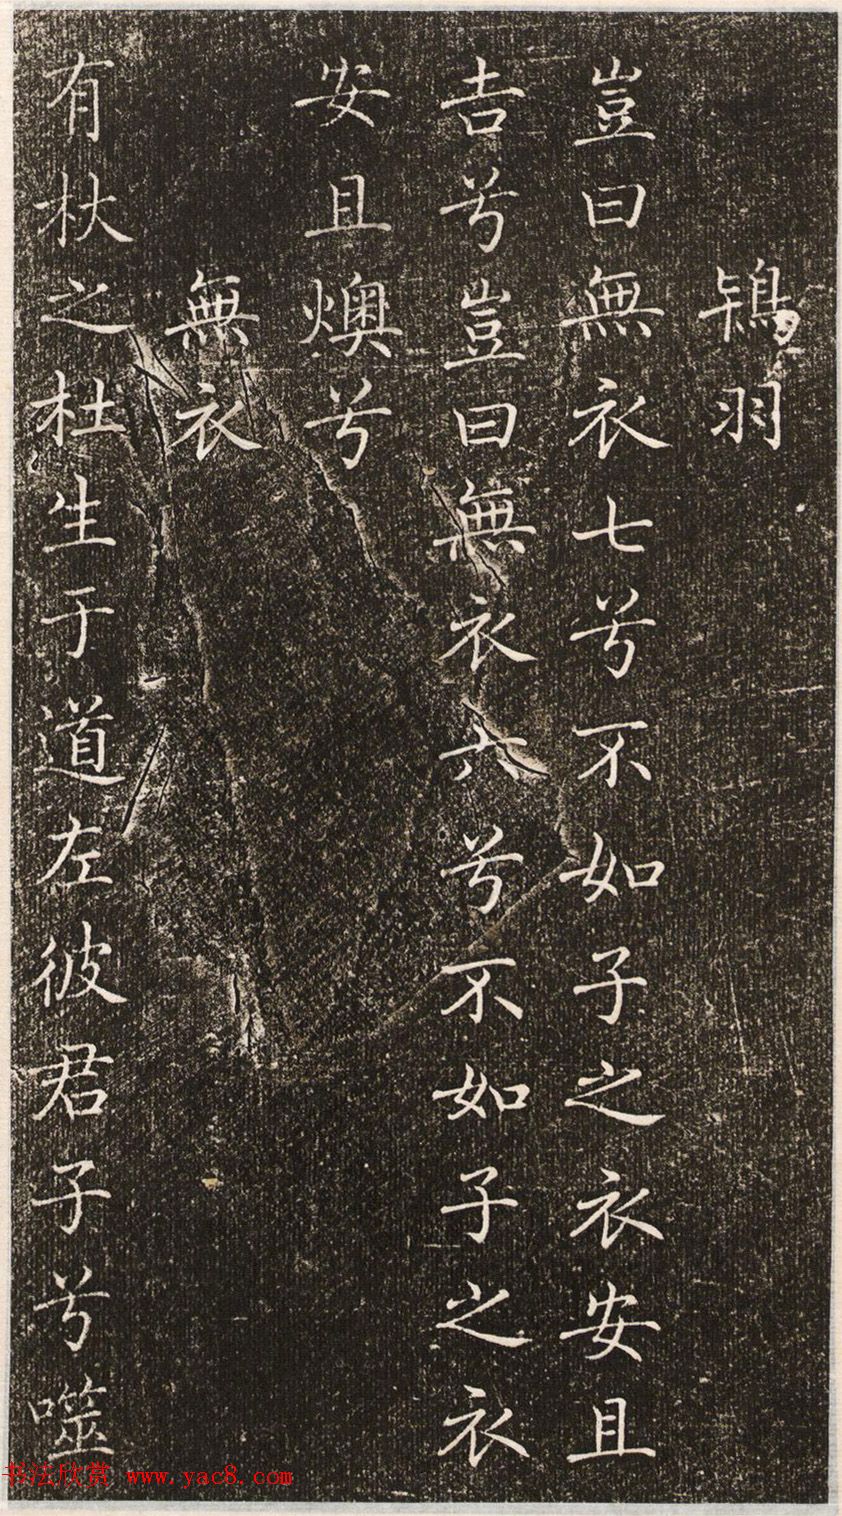 鴇羽
豈曰無衣七兮不如子之衣安且
吉兮豈曰無衣六兮不如子之衣
安且燠兮
無衣
有杕之杜生于道左彼君子兮噬
书法欣赏 www.yac8.com